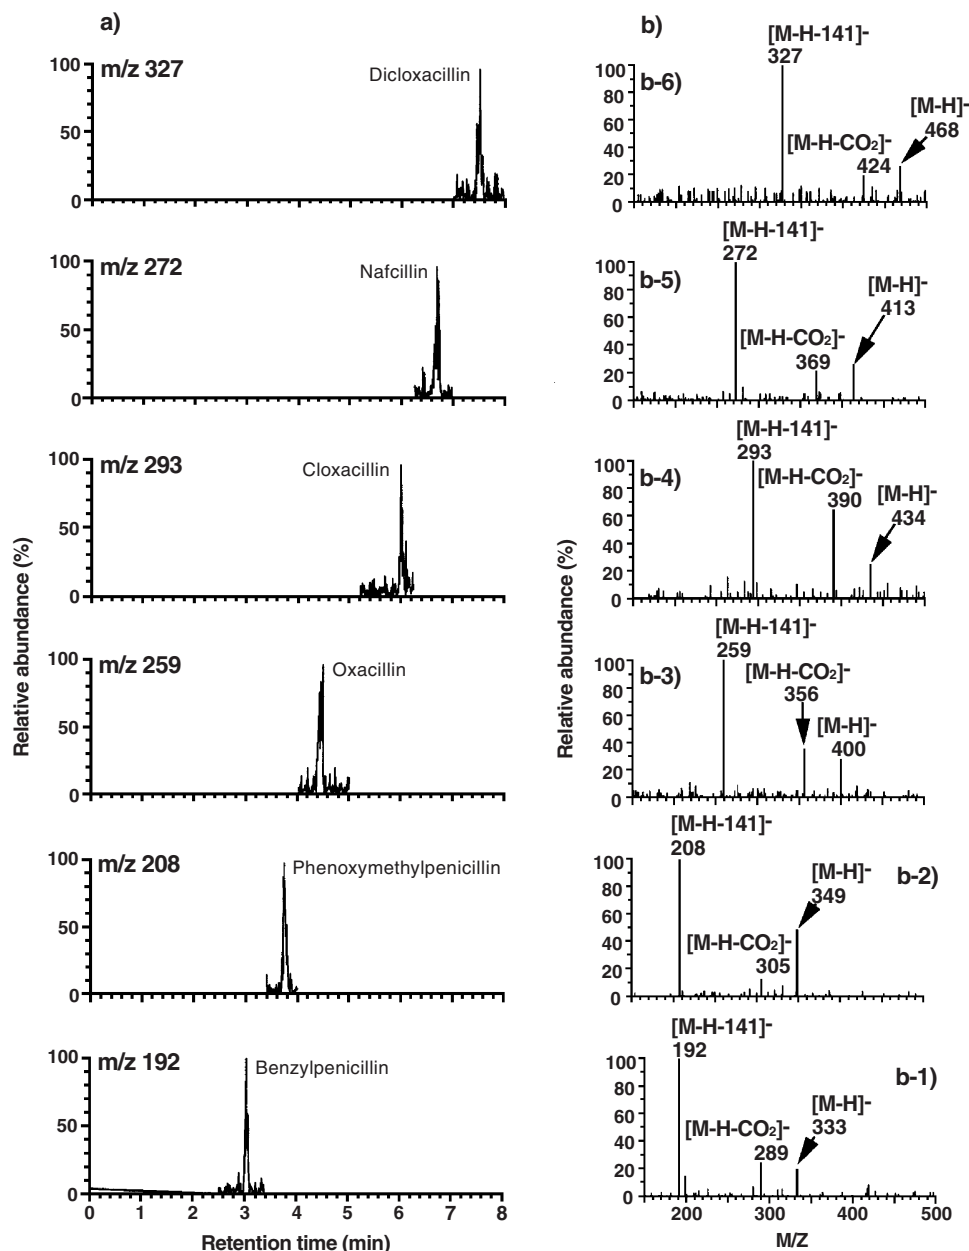 a)
m/z 327
Dicloxacillin
100
50
0
m/z 272
Nafcillin
100
50
0
m/z 293
Cloxacillin
100
50
0
m/z 259
Oxacillin
100
50
0
m/z 208
Phenoxymethylpenicillin
100
50
0
m/z 192
Benzylpenicillin
100
50
0
0 1 2 3 4 5 6 7 8
Retention time (min)
Relative abundance (%)
b)
b-6)
[M-H-141]-
327
[M-H-CO2]-
424
[M-H]-
468
100
80
60
40
20
0
b-5)
[M-H-141]-
272
[M-H-CO2]-
369
[M-H]-
413
100
80
60
40
20
0
b-4)
[M-H-141]-
293
[M-H-CO2]-
390
[M-H]-
434
100
80
60
40
20
0
b-3)
[M-H-141]-
259
[M-H-CO2]-
356
[M-H]-
400
100
80
60
40
20
0
b-2)
[M-H-141]-
208
[M-H-CO2]-
305
[M-H]-
349
100
80
60
40
20
0
b-1)
[M-H-141]-
192
[M-H-CO2]-
289
[M-H]-
333
100
80
60
40
20
0
200 300 400 500
M/Z
Relative abundance (%)